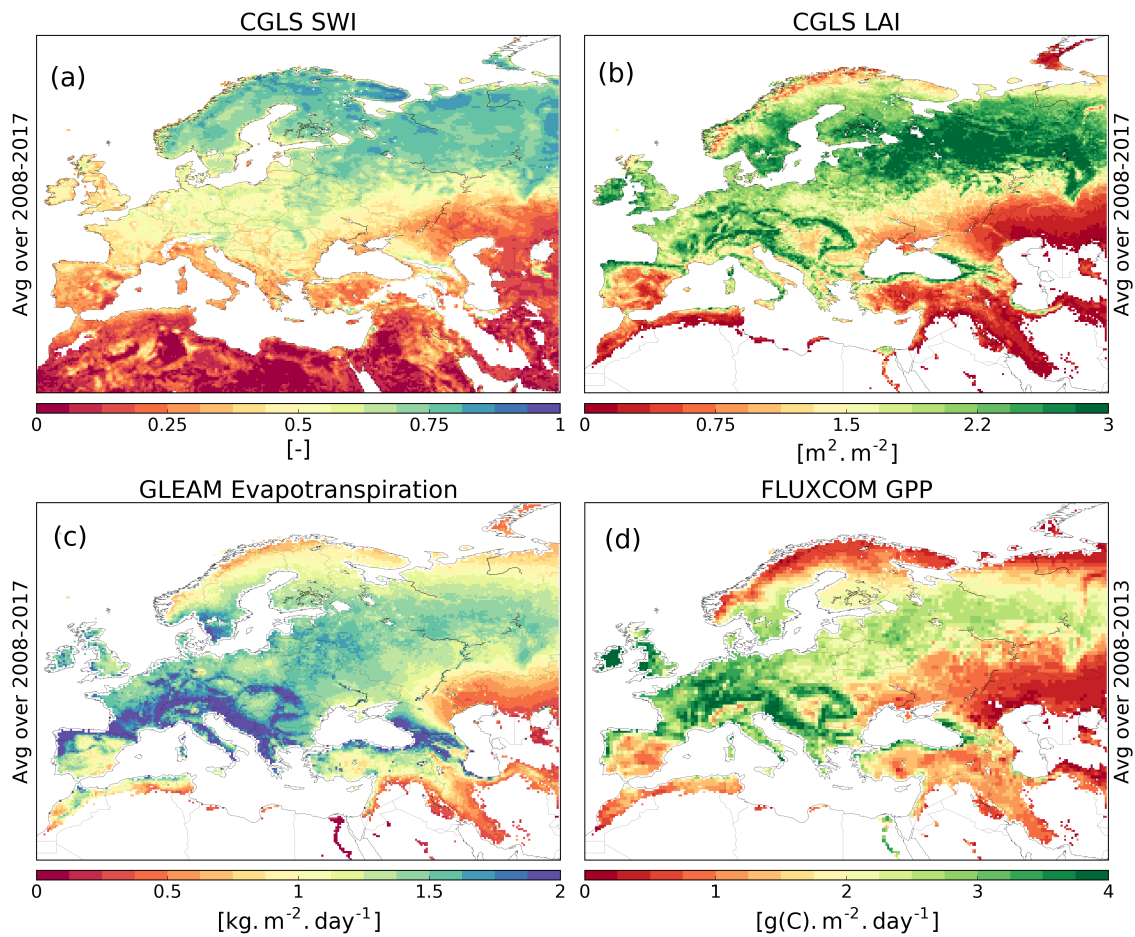 CGLS SWI
CGLS LAI
(a)
(b)
Avg over 2008-2017
Avg over 2008-2017
0 0.25 0.5 0.75 1
0 0.75 1.5 2.2 3
[-]
[m².m⁻²]
GLEAM Evapotranspiration
FLUXCOM GPP
(c)
(d)
Avg over 2008-2017
Avg over 2008-2013
0 0.5 1 1.5 2
0 1 2 3 4
[kg.m⁻².day⁻¹]
[g(C).m⁻².day⁻¹]